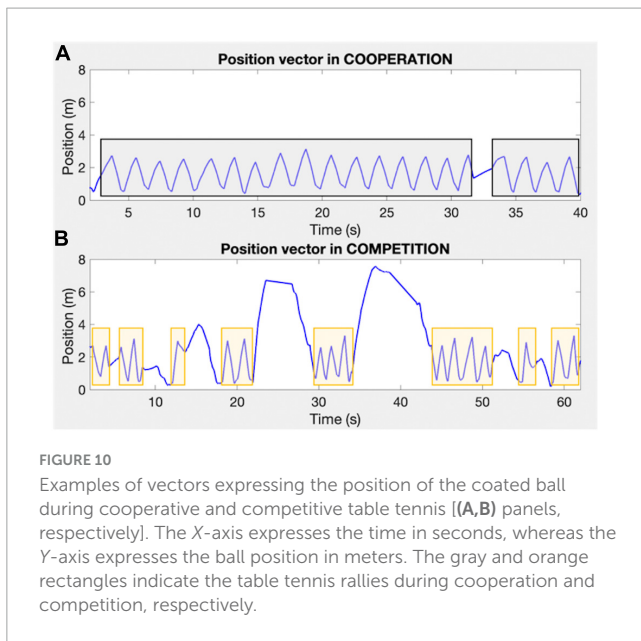 A
Position vector in COOPERATION
8
6
4
2
0
Position (m)
5 10 15 20 25 30 35 40
Time (s)
B
Position vector in COMPETITION
8
6
4
2
0
Position (m)
10 20 30 40 50 60
Time (s)
FIGURE 10
Examples of vectors expressing the position of the coated ball
during cooperative and competitive table tennis [(A,B) panels,
respectively]. The X-axis expresses the time in seconds, whereas the
Y-axis expresses the ball position in meters. The gray and orange
rectangles indicate the table tennis rallies during cooperation and
competition, respectively.